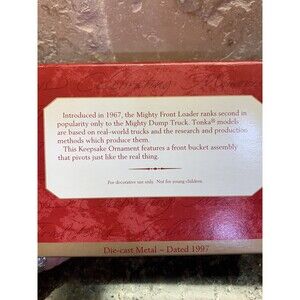 Introduced in 1967, the Mighty Front Loader ranks second in
popularity only to the Mighty Dump Truck. Tonka® models
are based on real-world trucks and the research and production
methods which produce them.
This Keepsake Ornament features a front bucket assembly
that pivots just like the real thing.
For decorative use only. Not for young children.
Die-cast Metal – Dated 1997